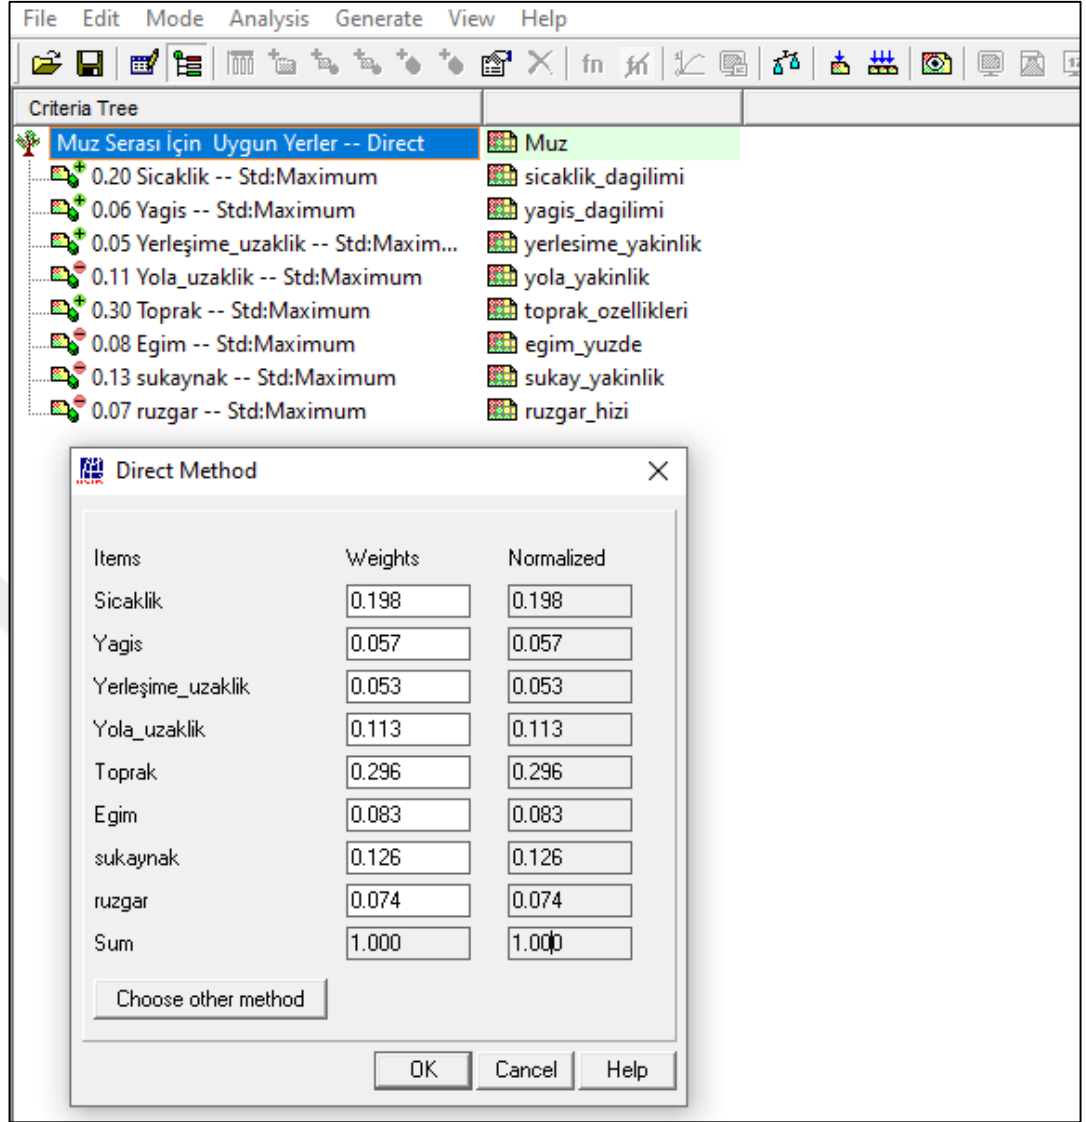 File Edit Mode Analysis Generate View Help
fn fn
Criteria Tree
Muz Serası İçin Uygun Yerler -- Direct Muz
0.20 Sicaklik -- Std:Maximum sicaklik_dagilimi
0.06 Yagis -- Std:Maximum yagis_dagilimi
0.05 Yerleşime_uzaklik -- Std:Maxim... yerlesime_yakinlik
0.11 Yola_uzaklik -- Std:Maximum yola_yakinlik
0.30 Toprak -- Std:Maximum toprak_ozellikleri
0.08 Egim -- Std:Maximum egim_yuzde
0.13 sukaynak -- Std:Maximum sukay_yakinlik
0.07 ruzgar -- Std:Maximum ruzgar_hizi
Direct Method
Items Weights Normalized
Sicaklik 0.198 0.198
Yagis 0.057 0.057
Yerleşime_uzaklik 0.053 0.053
Yola_uzaklik 0.113 0.113
Toprak 0.296 0.296
Egim 0.083 0.083
sukaynak 0.126 0.126
ruzgar 0.074 0.074
Sum 1.000 1.000
Choose other method
OK Cancel Help